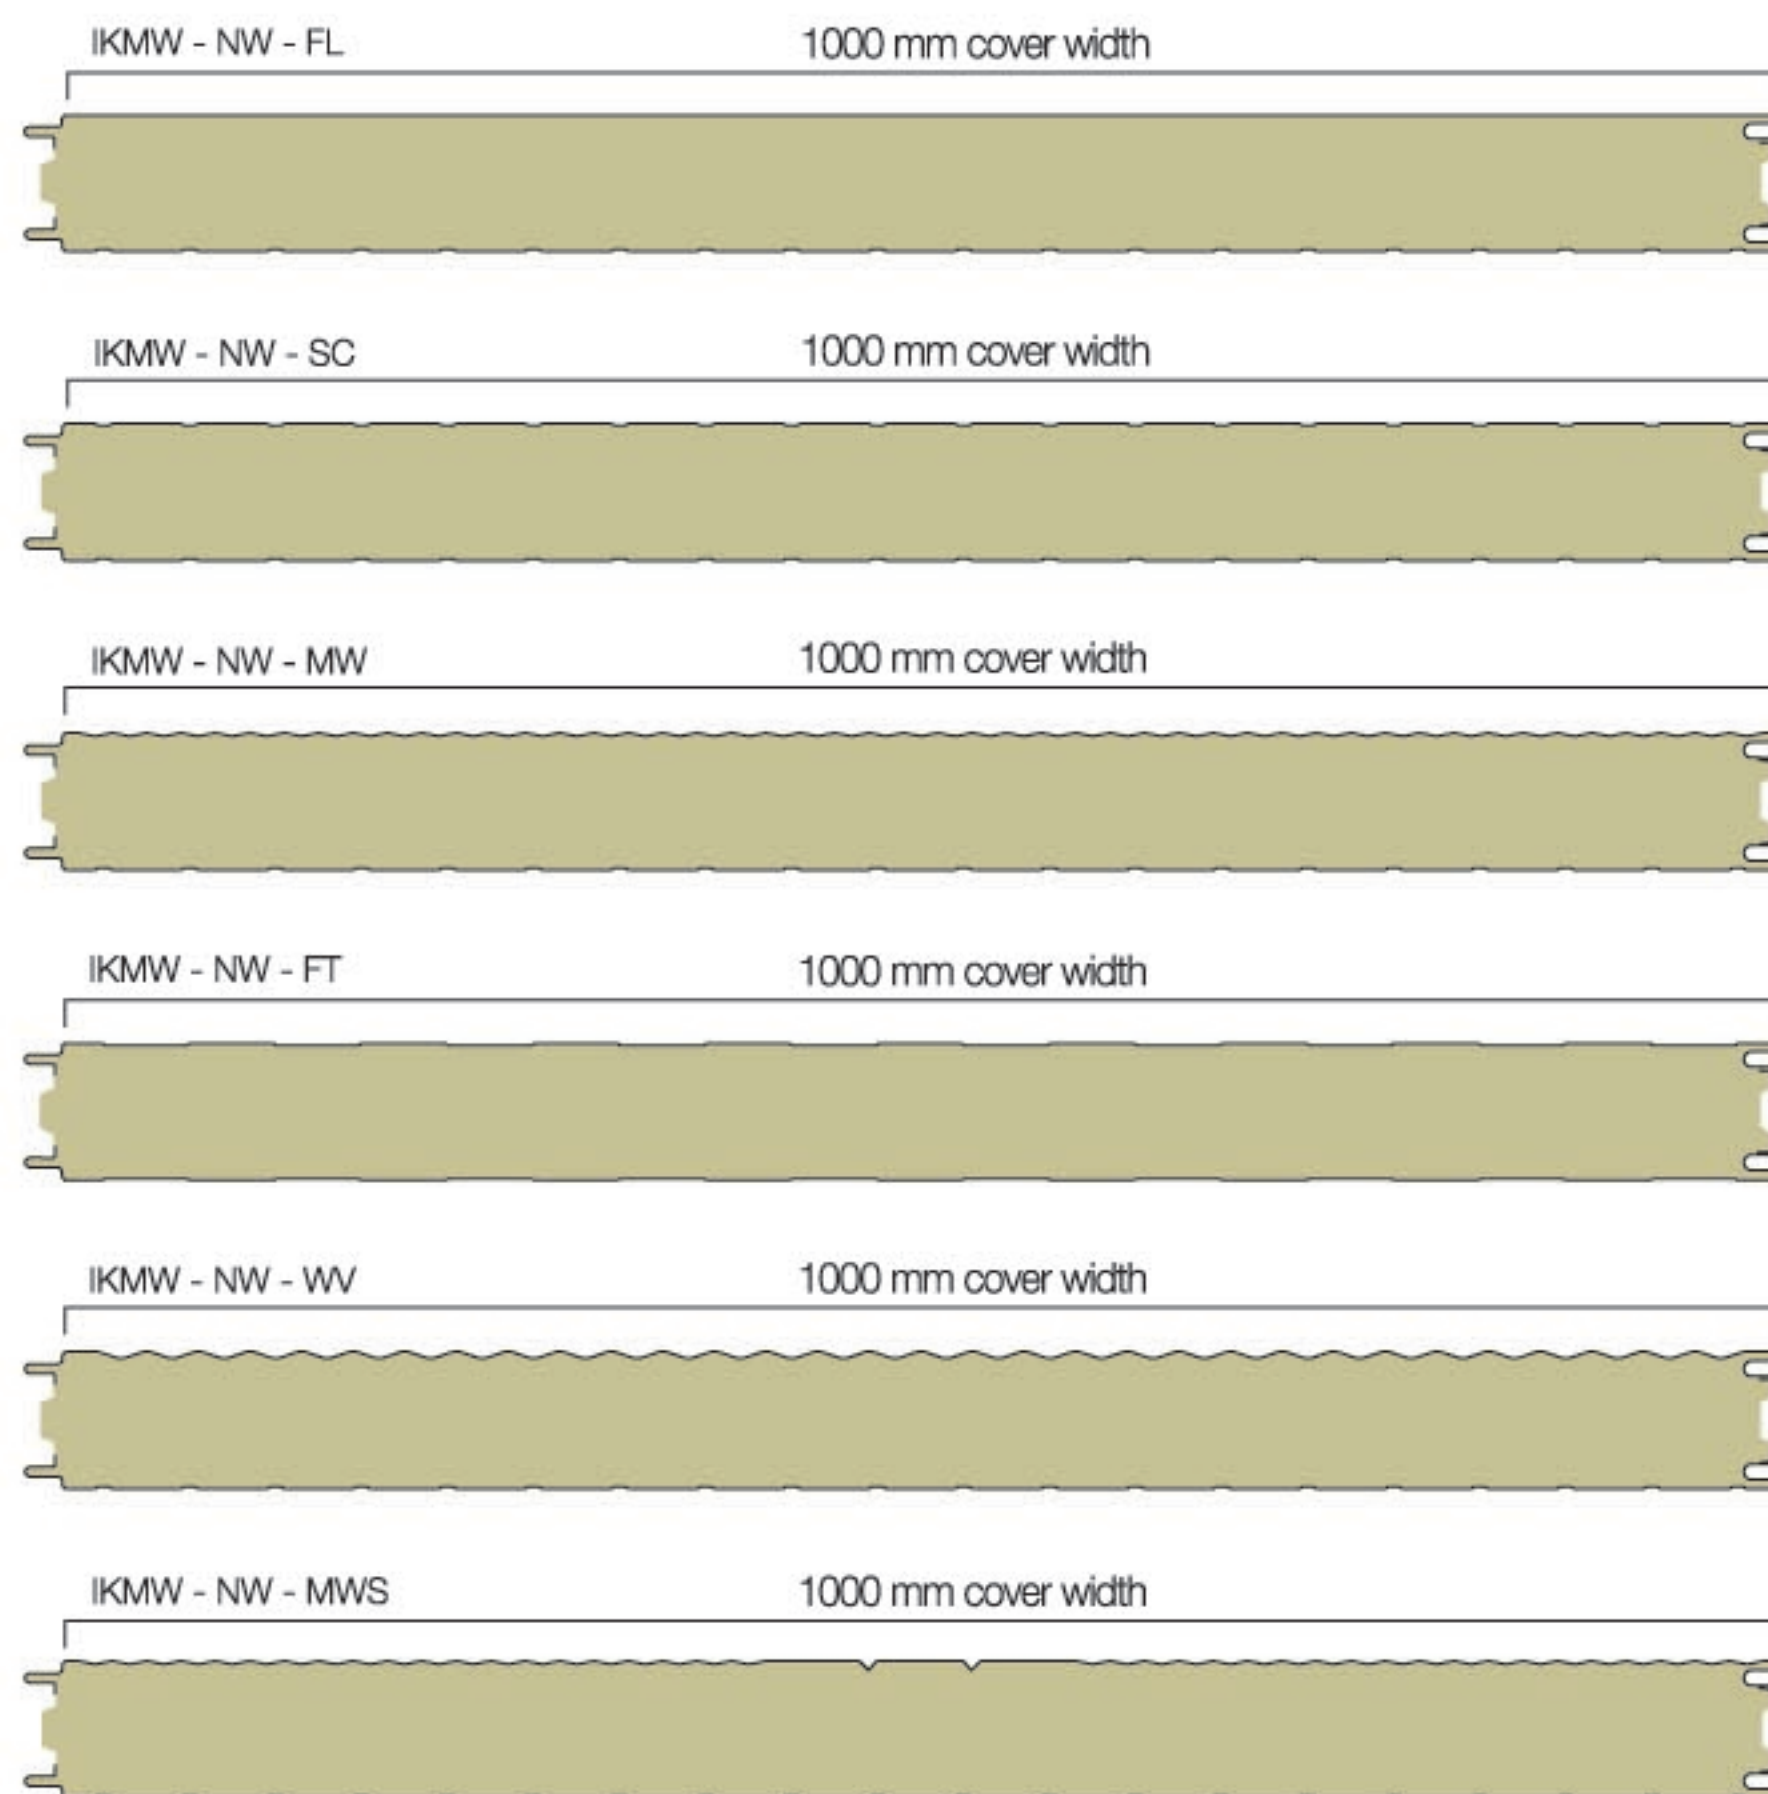 IKMW - NW - FL 1000 mm cover width
IKMW - NW - SC 1000 mm cover width
IKMW - NW - MW 1000 mm cover width
IKMW - NW - FT 1000 mm cover width
IKMW - NW - WV 1000 mm cover width
IKMW - NW - MWS 1000 mm cover width